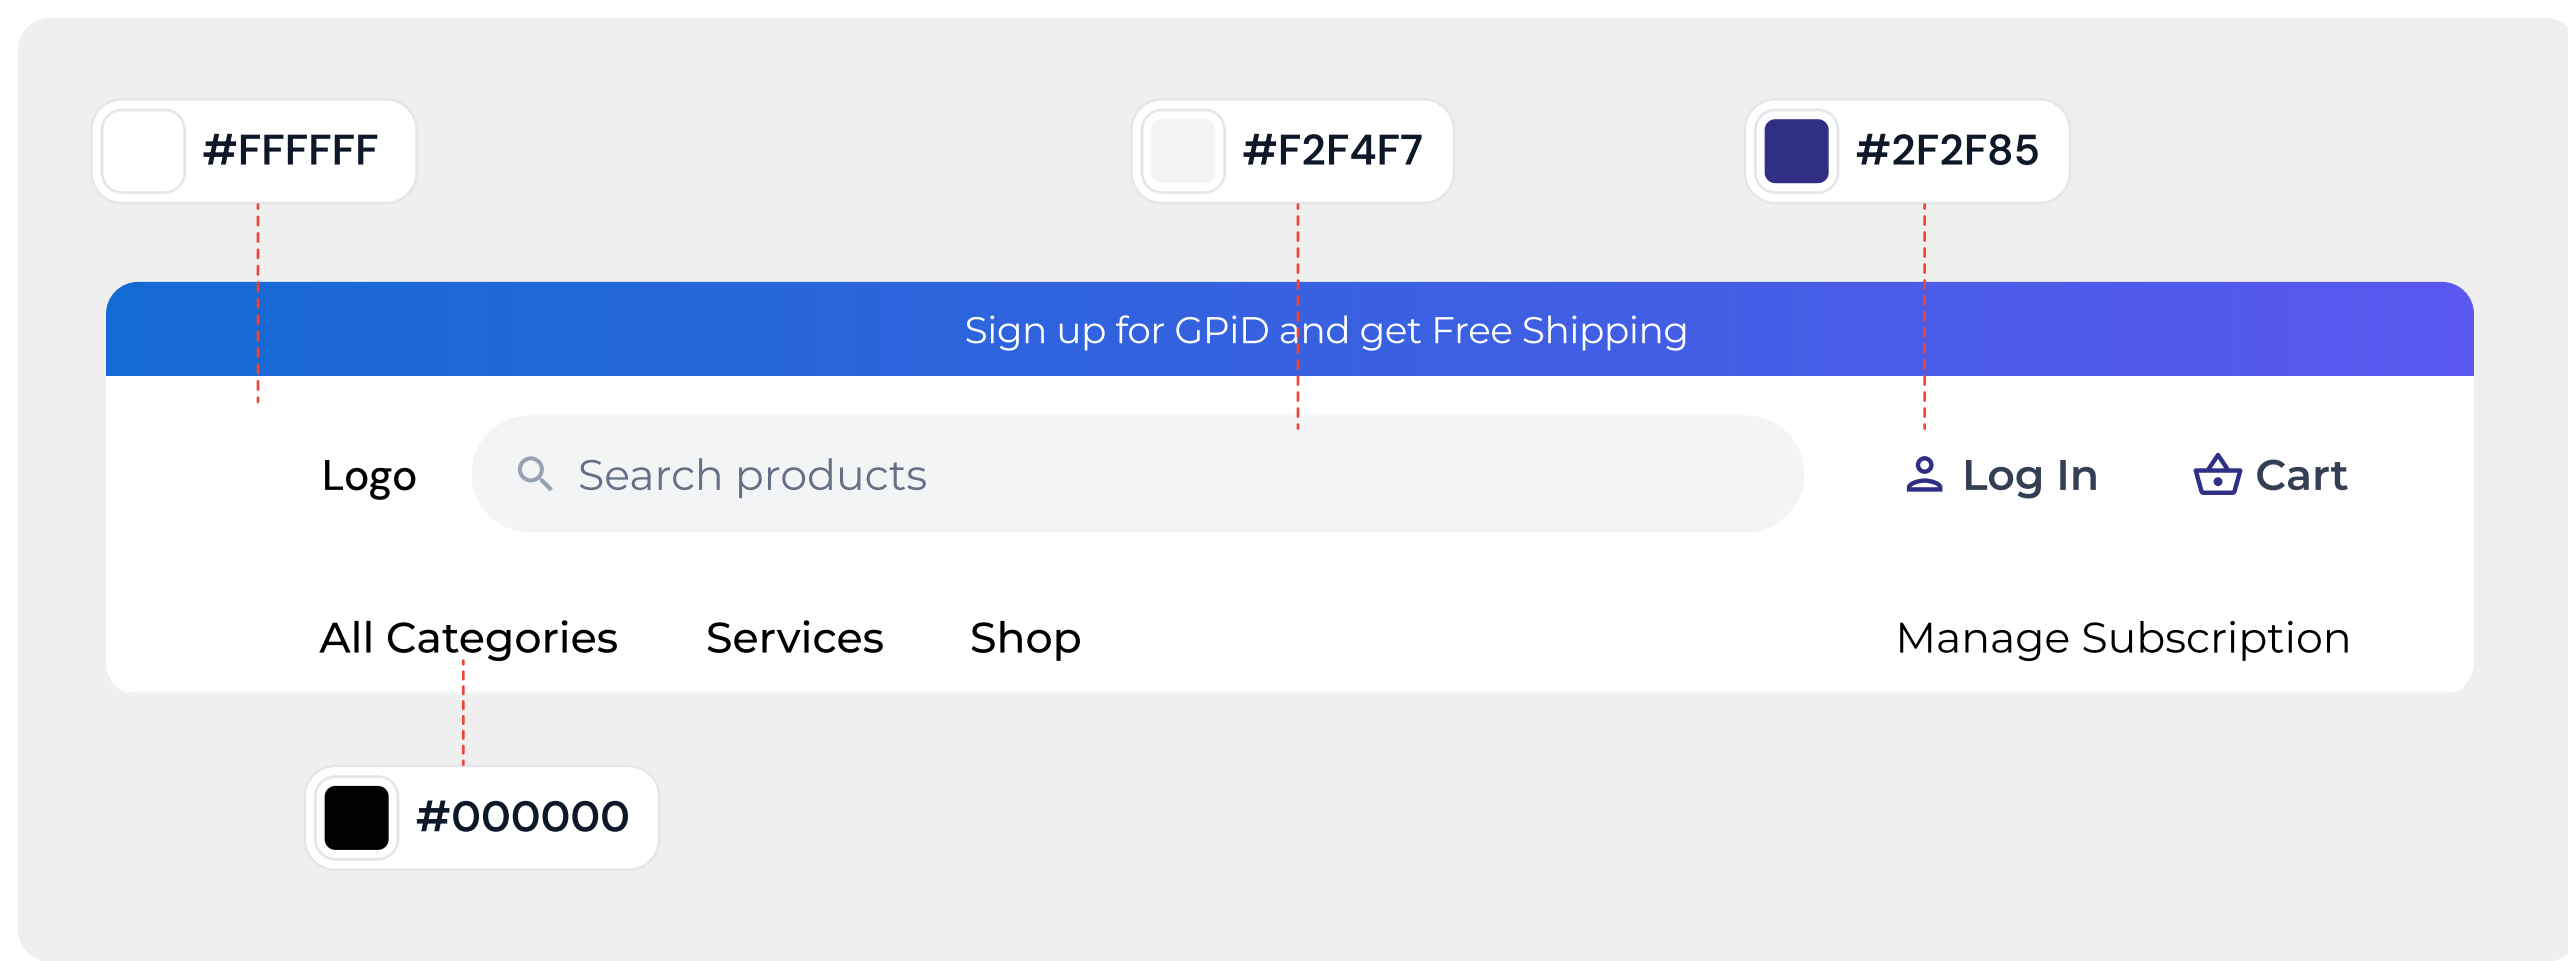 #FFFFFF
#F2F4F7
#2F2F85
Sign up for GPiD and get Free Shipping
Logo
Search products
Log In
Cart
All Categories
Services
Shop
Manage Subscription
#000000